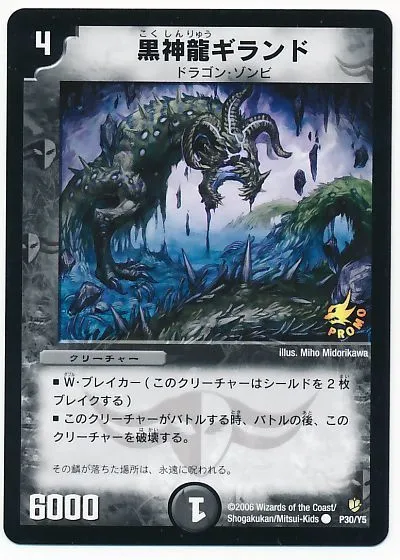 4
こくしんりゅう
黒神龍ギランド
ドラゴン・ゾンビ
PROMO
illus. Miho Midorikawa
クリーチャー
■W・ブレイカー(このクリーチャーはシールドを2枚
ブレイクする)
■このクリーチャーがバトルする時、バトルの後、この
クリーチャーを破壊する。
その鱗が落ちた場所は、永遠に呪われる。
6000
1
©2006 Wizards of the Coast/
Shogakukan/Mitsui-Kids ● P30/Y5